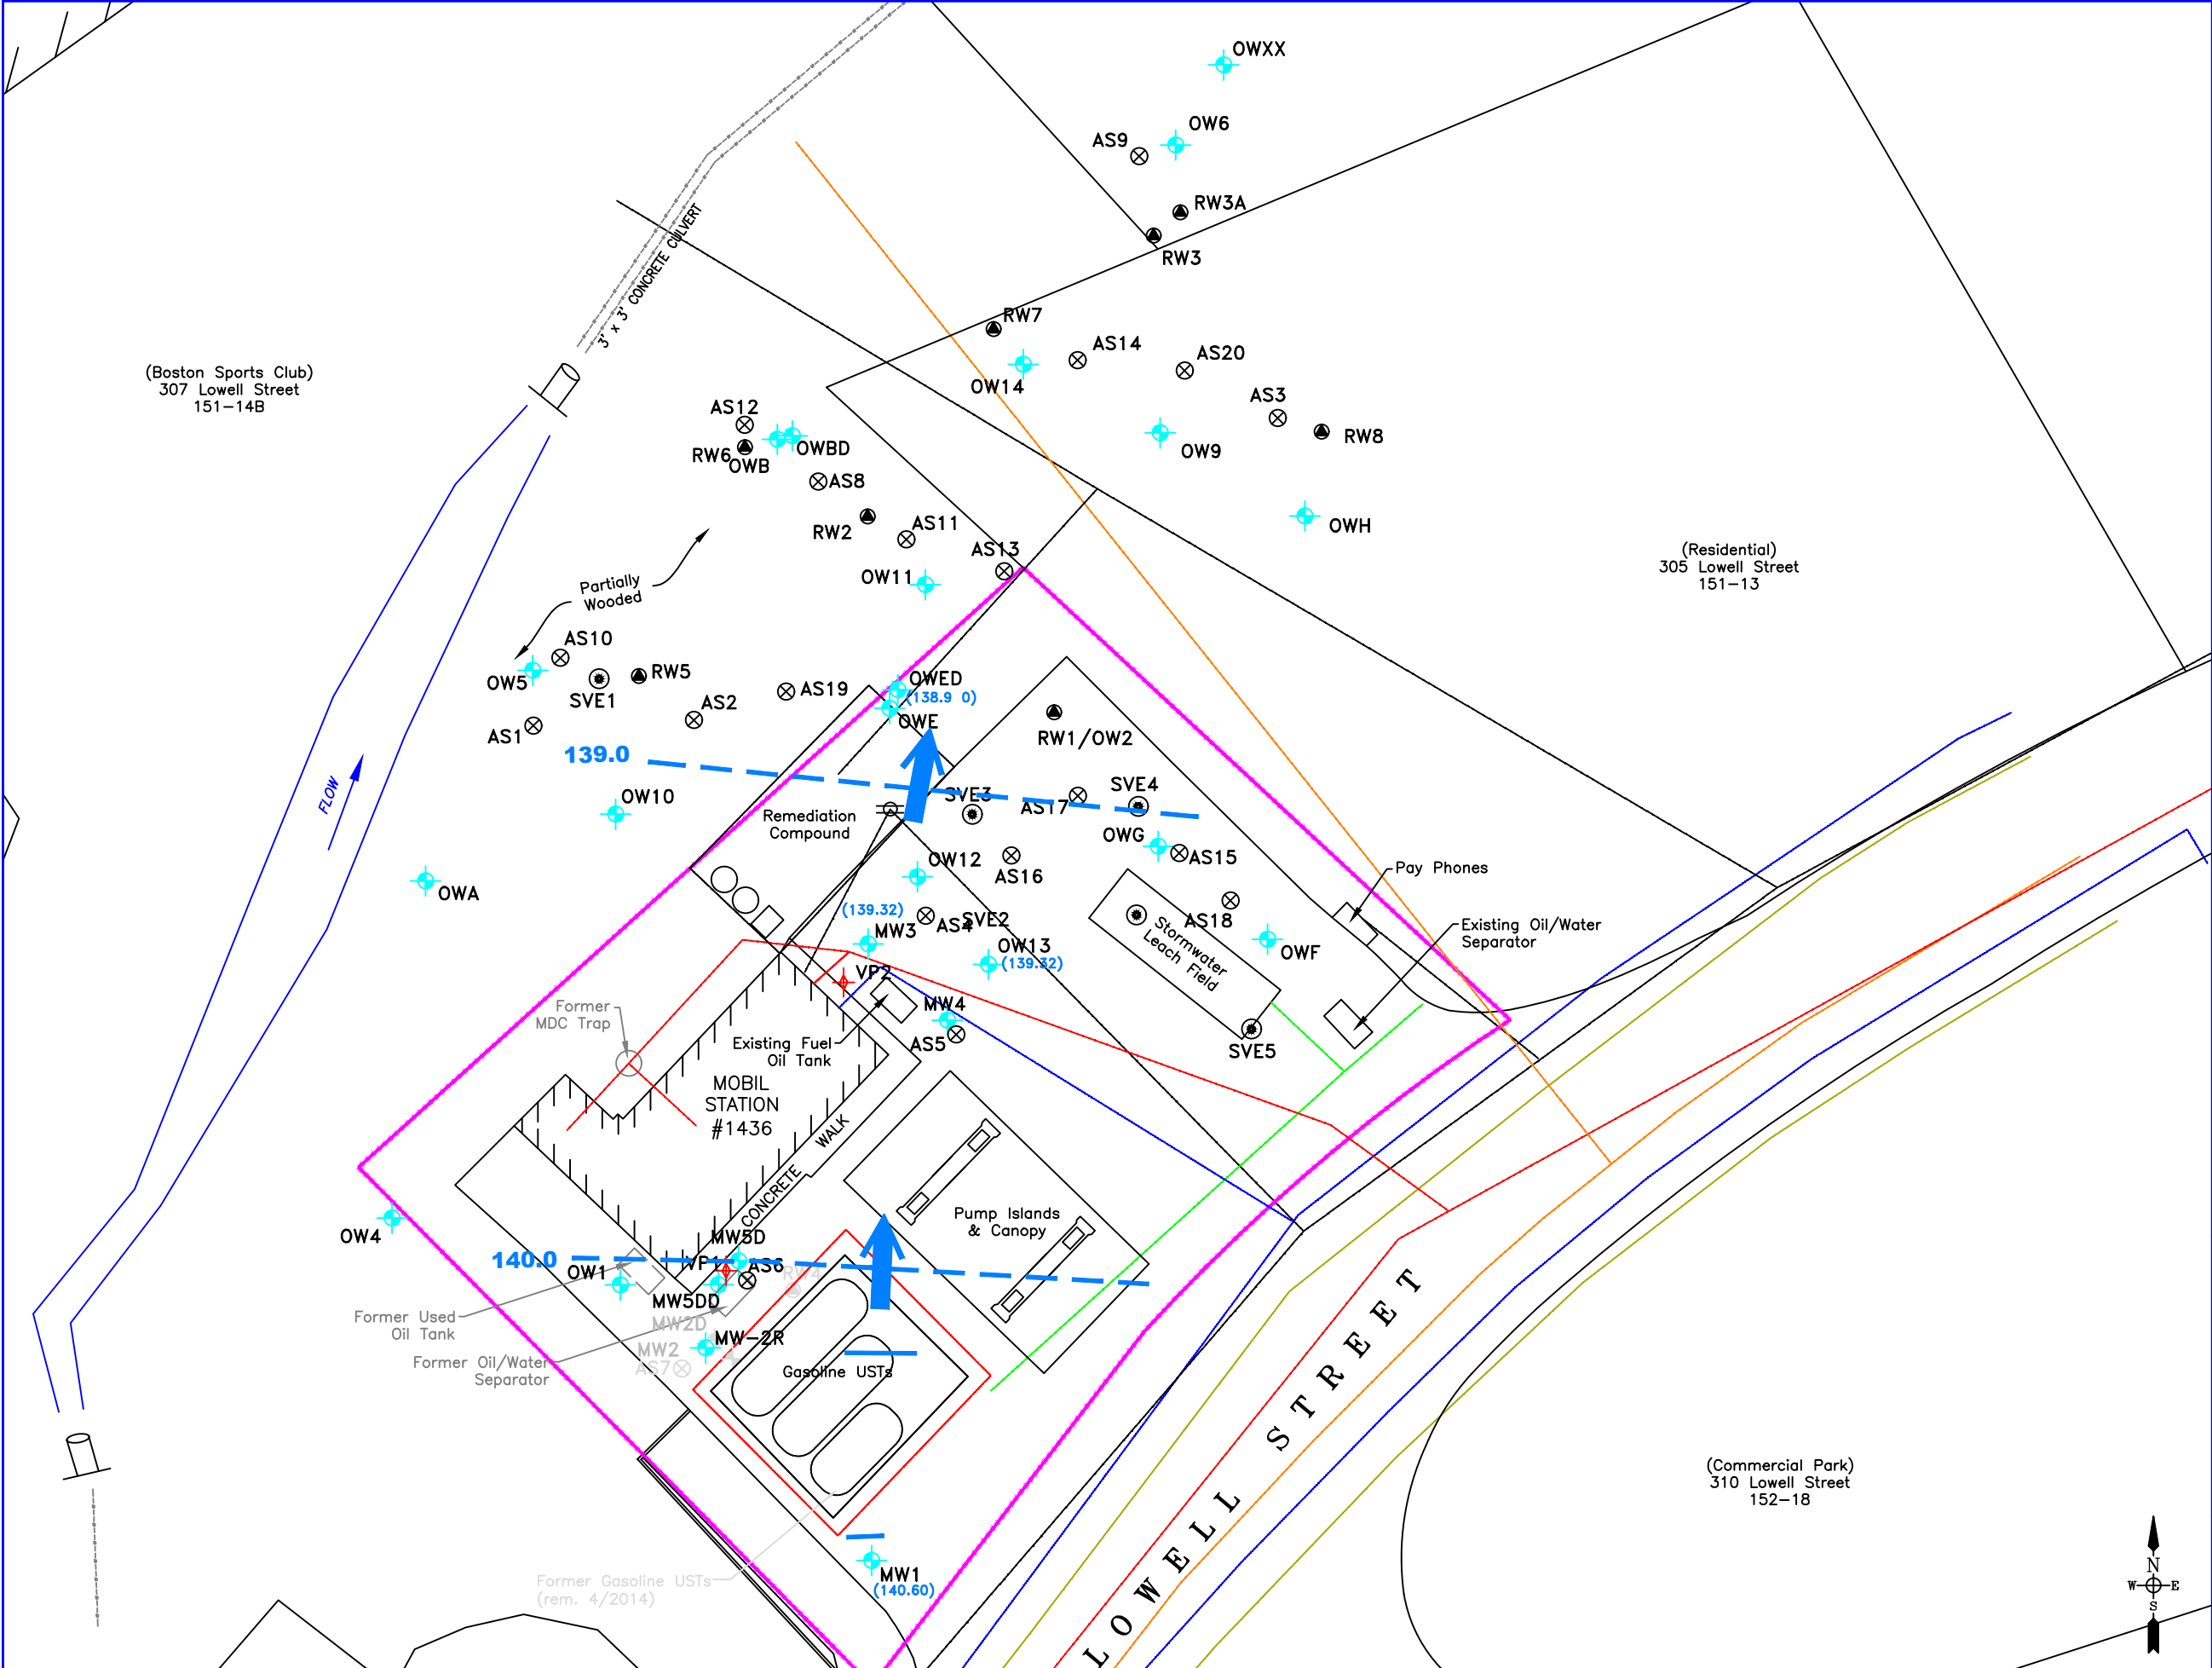 OWXX
OW6
AS9
RW3A
RW3
3' x 3' CONCRETE CULVERT
RW7
AS14
AS20
OW14
AS3
RW8
OW9
(Boston Sports Club)
307 Lowell Street
151-14B
AS12
OWBD
RW6
OWB
AS8
RW2
AS11
OWH
AS13
OW11
(Residential)
305 Lowell Street
151-13
Partially
Wooded
AS10
OW5
SVE1
RW5
AS19
OWED
(138.9 0)
AS2
OWE
AS1
RW1/OW2
139.0
FLOW
OW10
SVE3
AS17
SVE4
Remediation
Compound
OWG
AS15
OW12
AS16
Pay Phones
OWA
(139.32)
AS4
SVE2
AS18
MW3
Stormwater
Leach Field
Existing Oil/Water
Separator
OW13
(139.32)
OWF
VP2
Former
MDC Trap
MW4
Existing Fuel
Oil Tank
AS5
SVE5
MOBIL
STATION
#1436
CONCRETE WALK
Pump Islands
& Canopy
OW4
MW5D
140.0
OW1
VP1
AS6
RW4
MW5DD
Former Used
Oil Tank
MW2D
MW-2R
MW2
AS7
Former Oil/Water
Separator
Gasoline USTs
LOWELL STREET
(Commercial Park)
310 Lowell Street
152-18
MW1
(140.60)
Former Gasoline USTs
(rem. 4/2014)
N
W E
S